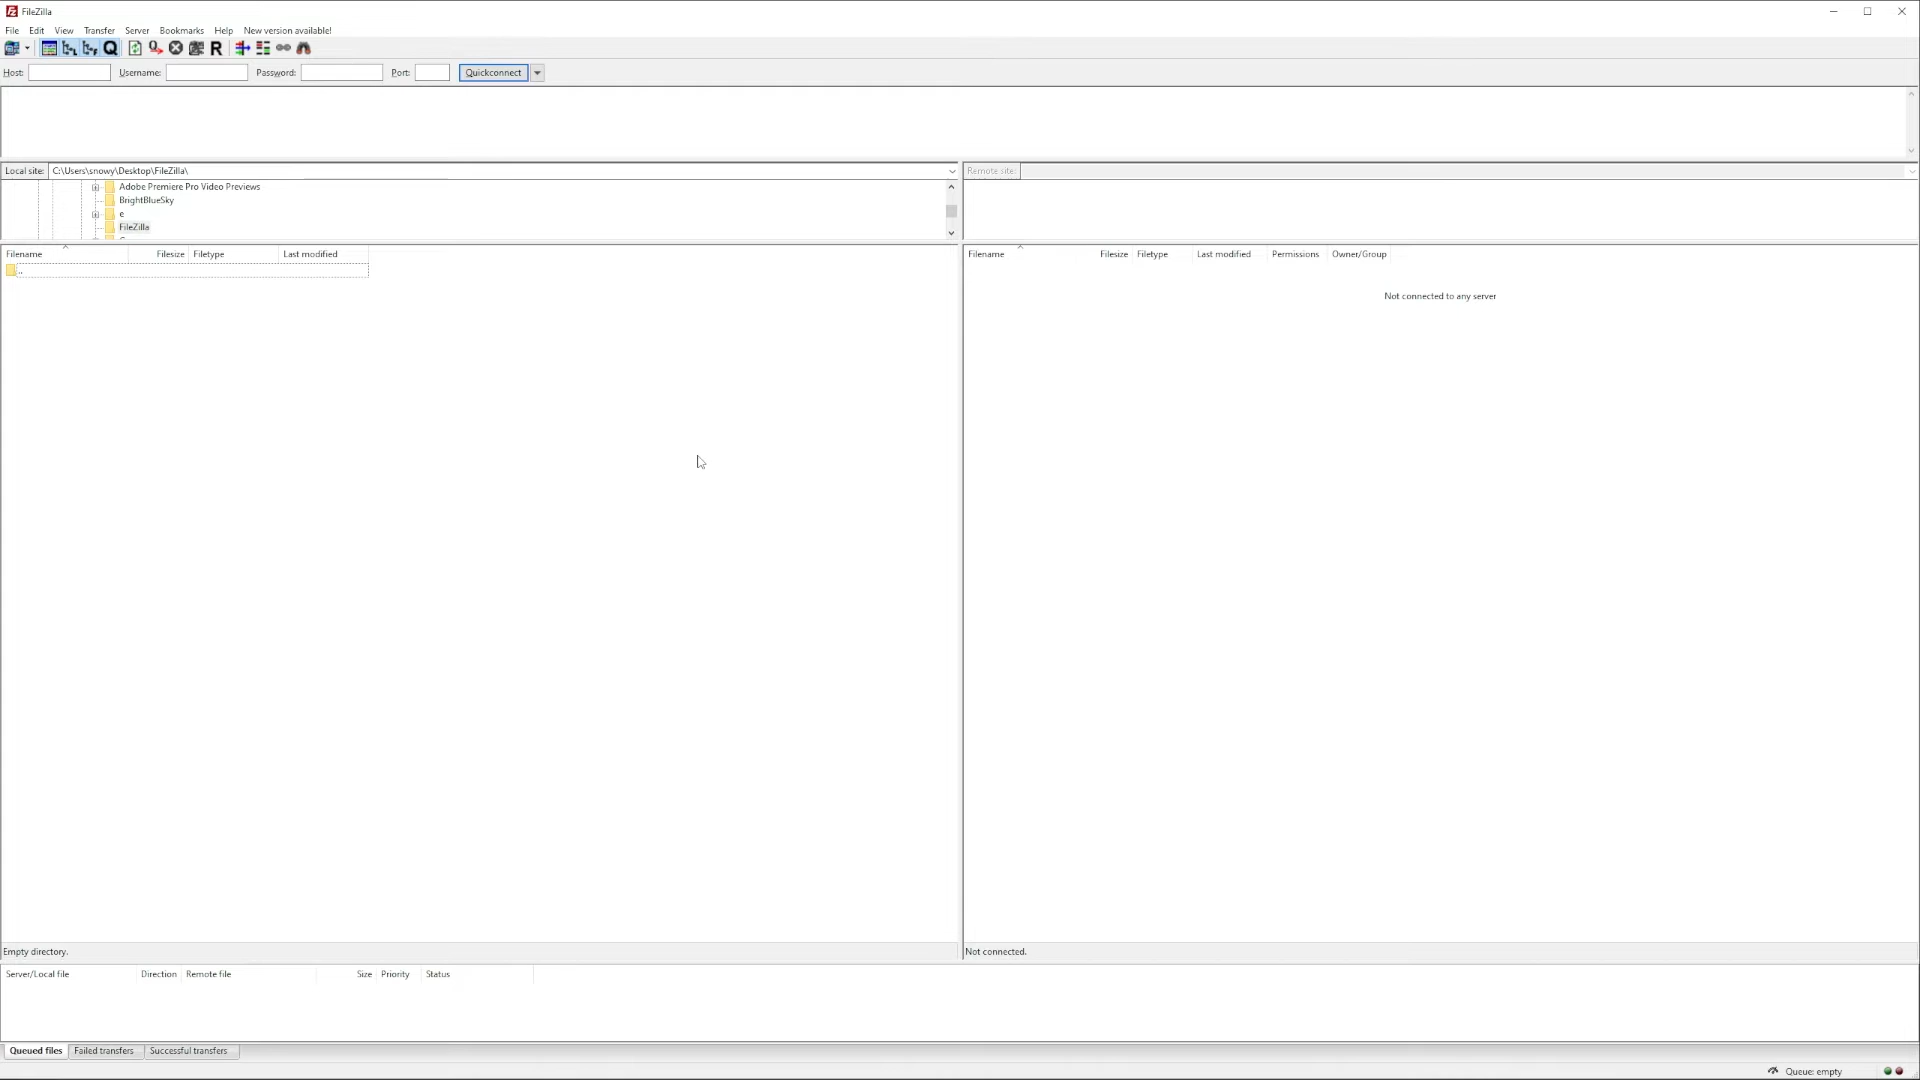 FileZilla
File Edit View Transfer Server Bookmarks Help New version available!
Host: Username: Password: Port: Quickconnect
Local site: C:\Users\snowy\Desktop\FileZilla\ Remote site:
Adobe Premiere Pro Video Previews
BrightBlueSky
e
FileZilla
Filename Filesize Filetype Last modified Filename Filesize Filetype Last modified Permissions Owner/Group
..
Not connected to any server
Empty directory. Not connected.
Server/Local file Direction Remote file Size Priority Status
Queued files Failed transfers Successful transfers
Queue: empty